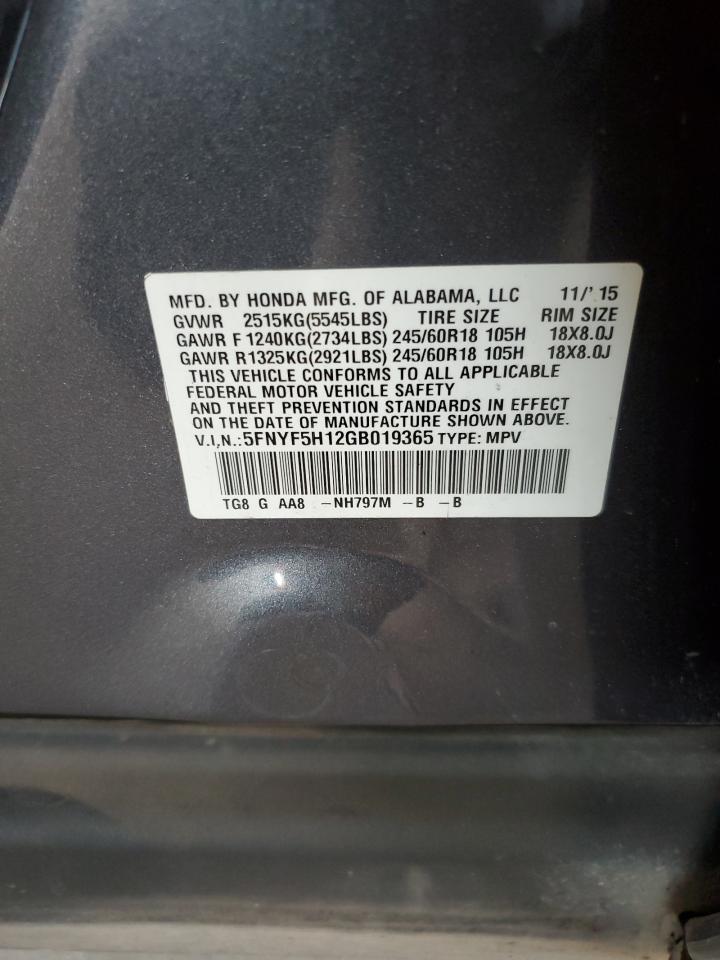 MFD. BY HONDA MFG. OF ALABAMA, LLC 11/'15
GVWR 2515KG(5545LBS) TIRE SIZE RIM SIZE
GAWR F 1240KG(2734LBS) 245/60R18 105H 18X8.0J
GAWR R1325KG(2921LBS) 245/60R18 105H 18X8.0J
THIS VEHICLE CONFORMS TO ALL APPLICABLE
FEDERAL MOTOR VEHICLE SAFETY
AND THEFT PREVENTION STANDARDS IN EFFECT
ON THE DATE OF MANUFACTURE SHOWN ABOVE.
V.I.N.:5FNYF5H12GB019365 TYPE: MPV
TG8 G AA8 -NH797M -B -B